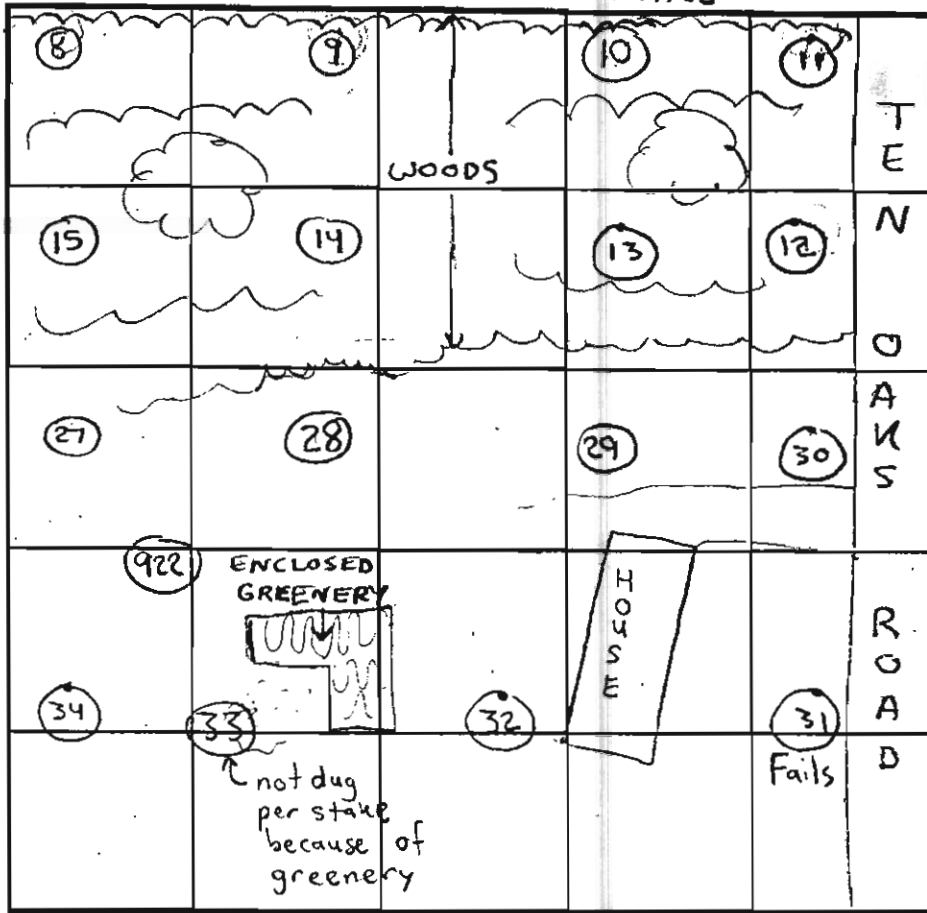 8 9 10 11
WOODS
15 14 13 12
27 28 29 30
922
ENCLOSED
GREENERY
HOUSE
34 33 32 31
Fails
not dug
per stake
because of
greenery
TEN OAKS ROAD